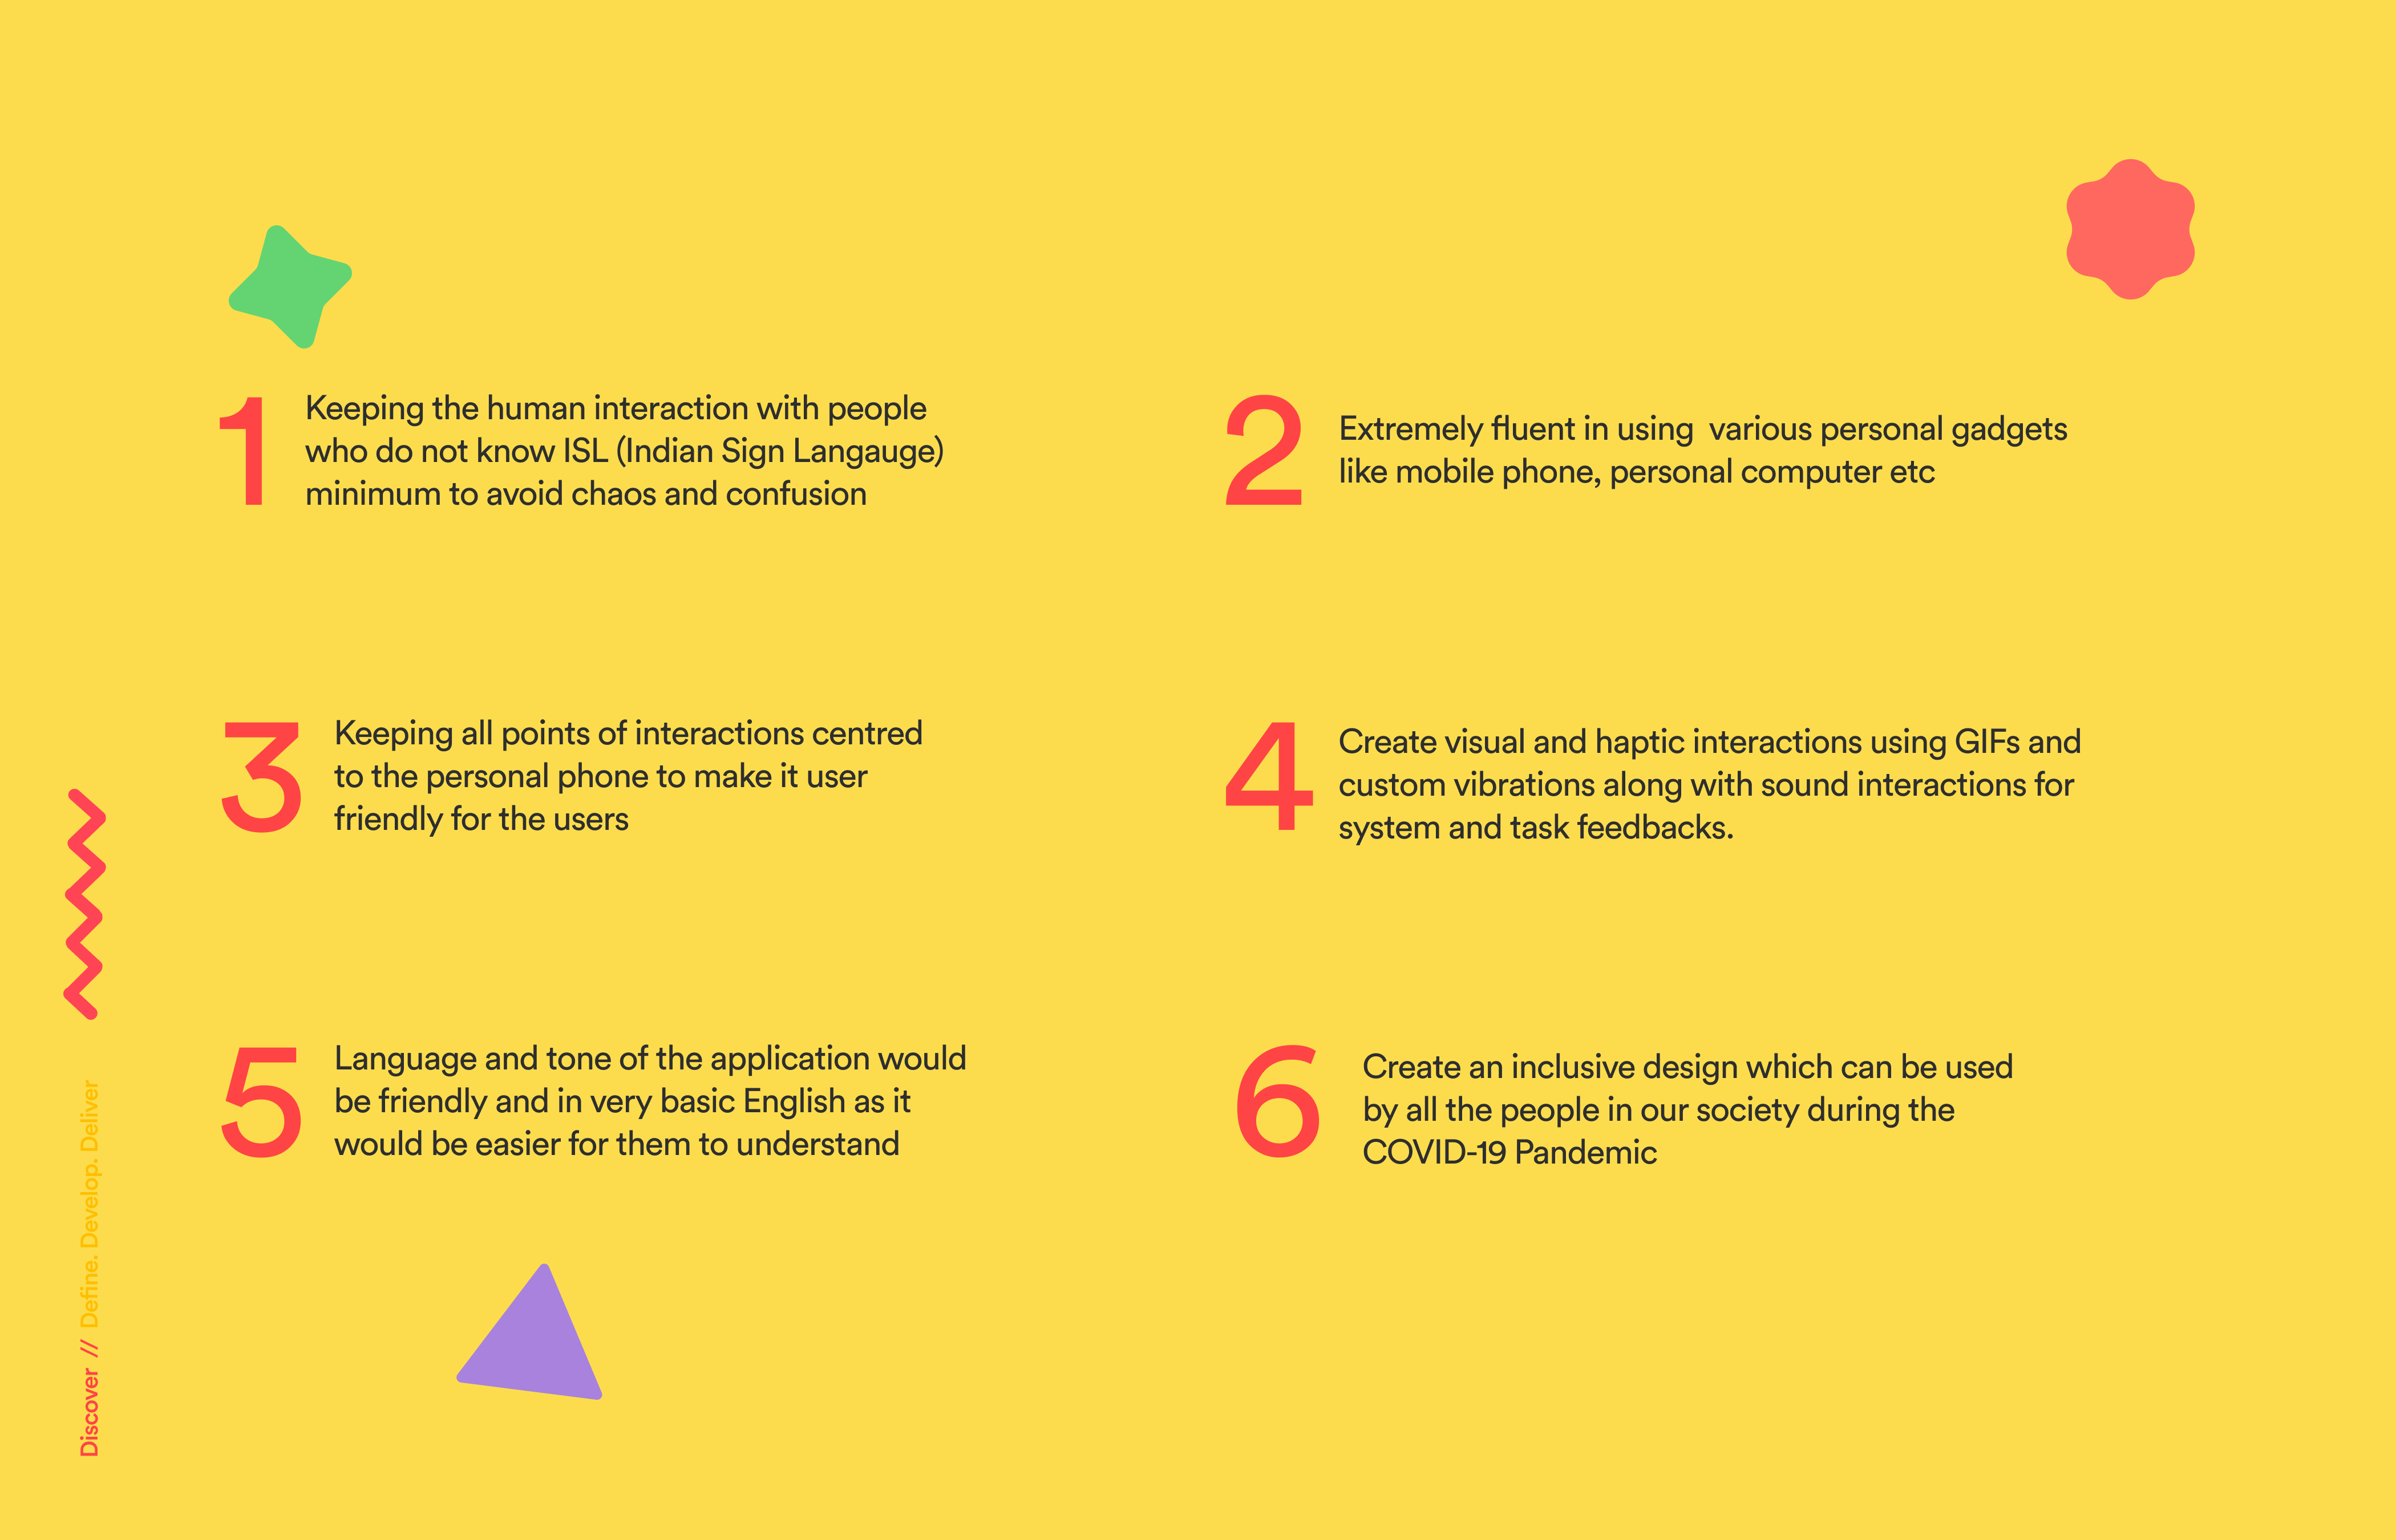 1
Keeping the human interaction with people
who do not know ISL (Indian Sign Langauge)
minimum to avoid chaos and confusion
2
Extremely fluent in using  various personal gadgets
like mobile phone, personal computer etc
3
Keeping all points of interactions centred
to the personal phone to make it user
friendly for the users
4
Create visual and haptic interactions using GIFs and
custom vibrations along with sound interactions for
system and task feedbacks.
5
Language and tone of the application would
be friendly and in very basic English as it
would be easier for them to understand
6
Create an inclusive design which can be used
by all the people in our society during the
COVID-19 Pandemic
Discover // Define. Develop. Deliver